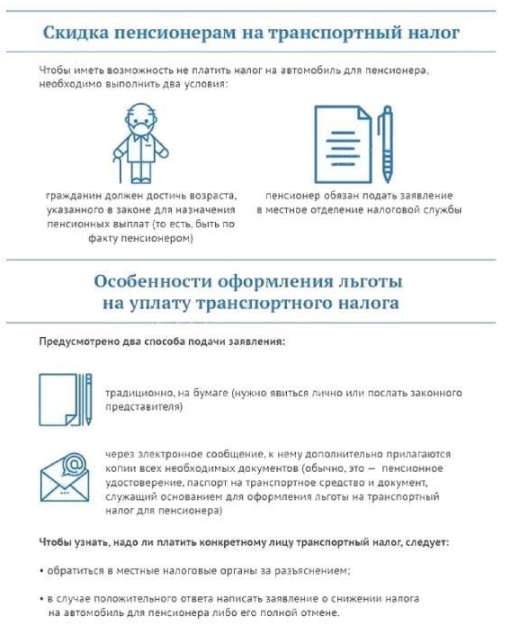 Скидка пенсионерам на транспортный налог
Чтобы иметь возможность не платить налог на автомобиль для пенсионера,
необходимо выполнить два условия:
гражданин должен достичь возраста,
указанного в законе для назначения
пенсионных выплат (то есть, быть по
факту пенсионером)
пенсионер обязан подать заявление
в местное отделение налоговой службы
Особенности оформления льготы
на уплату транспортного налога
Предусмотрено два способа подачи заявления:
традиционно, на бумаге (нужно явиться лично или послать законного
представителя)
через электронное сообщение, к нему дополнительно прилагаются
копии всех необходимых документов (обычно, это — пенсионное
удостоверение, паспорт на транспортное средство и документ,
служащий основанием для оформления льготы на транспортный
налог для пенсионера)
Чтобы узнать, надо ли платить конкретному лицу транспортный налог, следует:
• обратиться в местные налоговые органы за разъяснением;
• в случае положительного ответа написать заявление о снижении налога
на автомобиль для пенсионера либо его полной отмене.